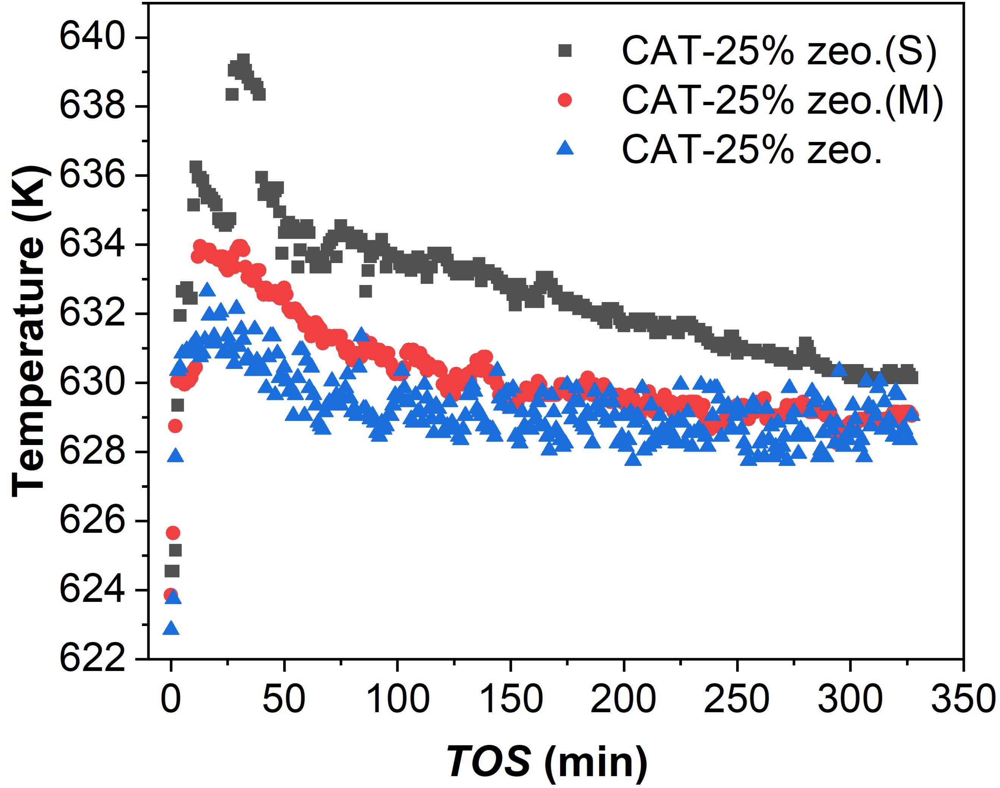 CAT-25% zeo.(S)
CAT-25% zeo.(M)
CAT-25% zeo.
Temperature (K)
640
638
636
634
632
630
628
626
624
622
0 50 100 150 200 250 300 350
TOS (min)